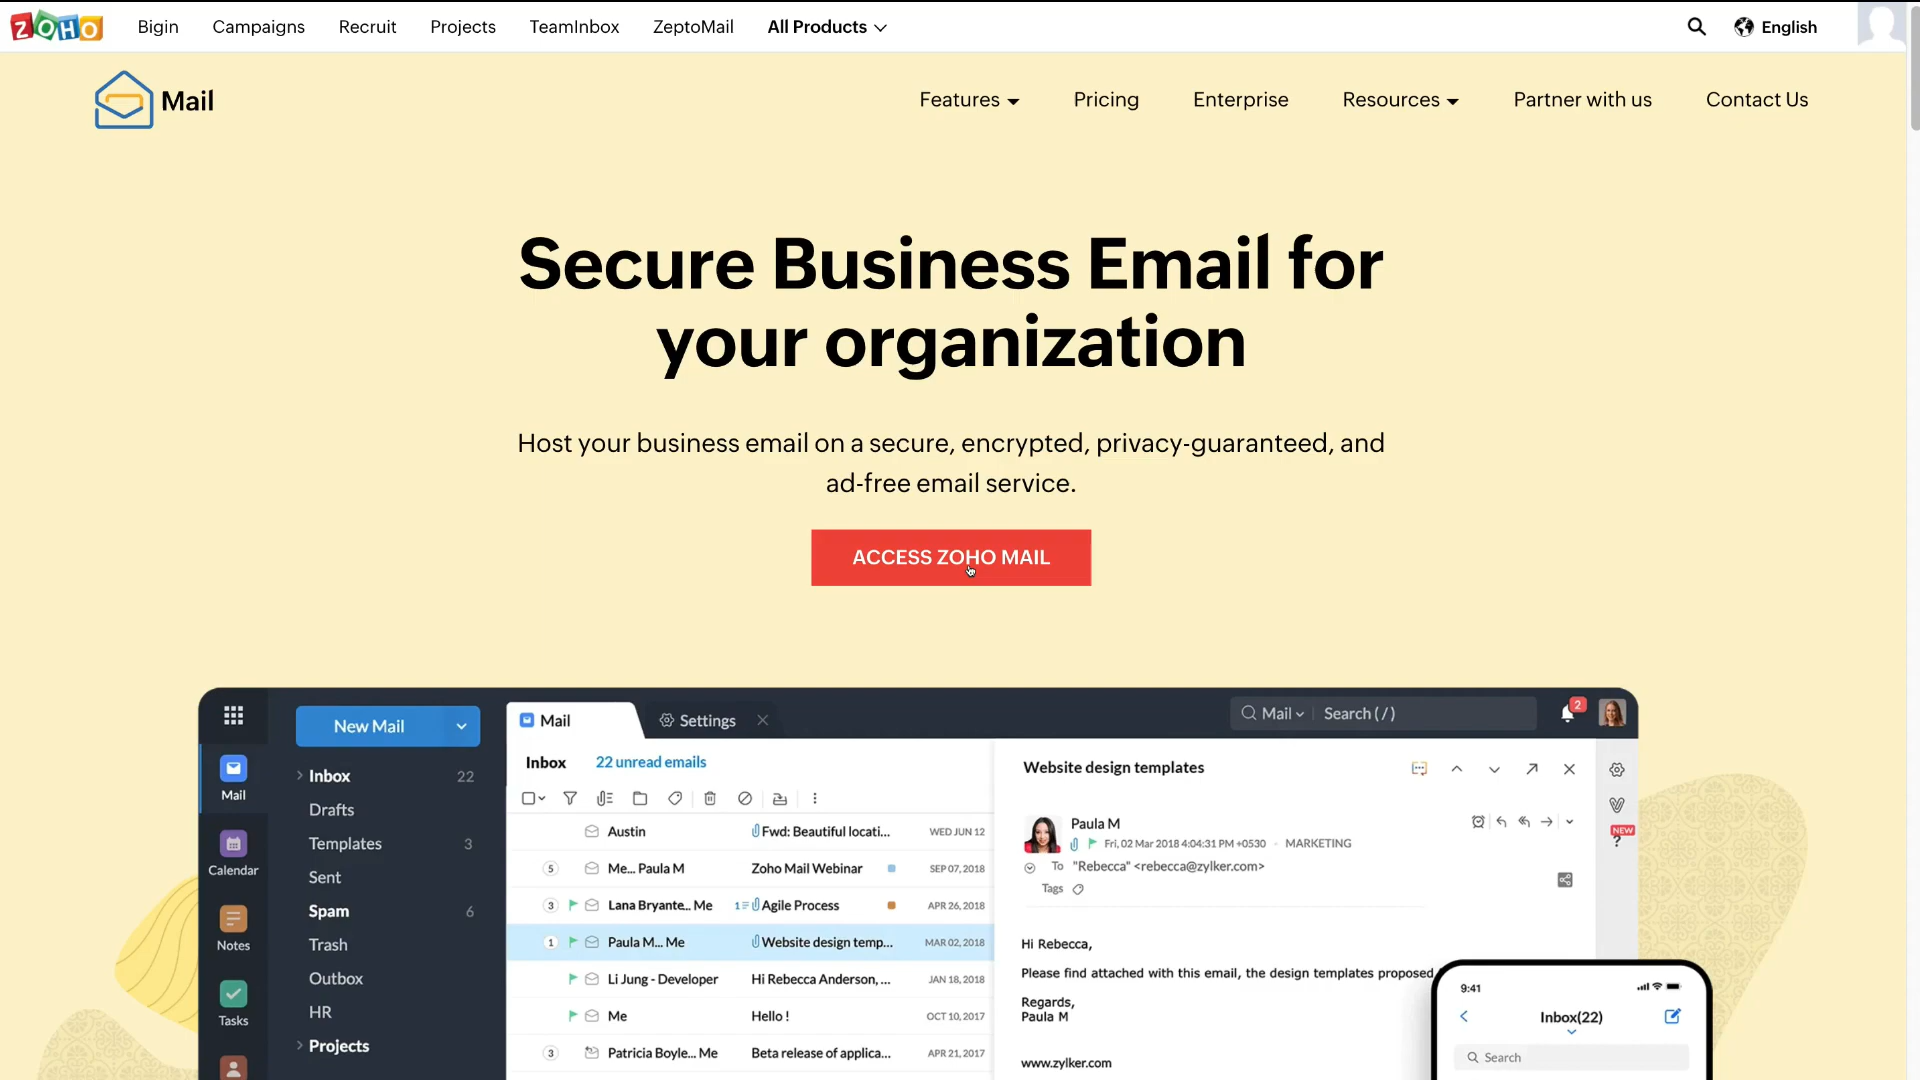 ZOHO
Bigin
Campaigns
Recruit
Projects
TeamInbox
ZeptoMail
All Products
English
Mail
Features
Pricing
Enterprise
Resources
Partner with us
Contact Us
Secure Business Email for
your organization
Host your business email on a secure, encrypted, privacy-guaranteed, and
ad-free email service.
ACCESS ZOHO MAIL
Mail
Calendar
Notes
Tasks
New Mail
Inbox 22
Drafts
Templates 3
Sent
Spam 6
Trash
Outbox
HR
Projects
Mail
Settings
Mail
Search ( / )
2
Inbox 22 unread emails
Austin Fwd: Beautiful locati... WED JUN 12
5 Me... Paula M Zoho Mail Webinar SEP 07, 2018
3 Lana Bryante... Me 1 Agile Process APR 26, 2018
1 Paula M... Me Website design temp... MAR 02, 2018
Li Jung - Developer Hi Rebecca Anderson, ... JAN 18, 2018
Me Hello ! OCT 10, 2017
3 Patricia Boyle... Me Beta release of applica... APR 21, 2017
Website design templates
Paula M
Fri, 02 Mar 2018 4:04:31 PM +0530 - MARKETING
To "Rebecca" <rebecca@zylker.com>
Tags
Hi Rebecca,
Please find attached with this email, the design templates proposed
Regards,
Paula M
www.zylker.com
NEW
?
9:41
Inbox(22)
Search